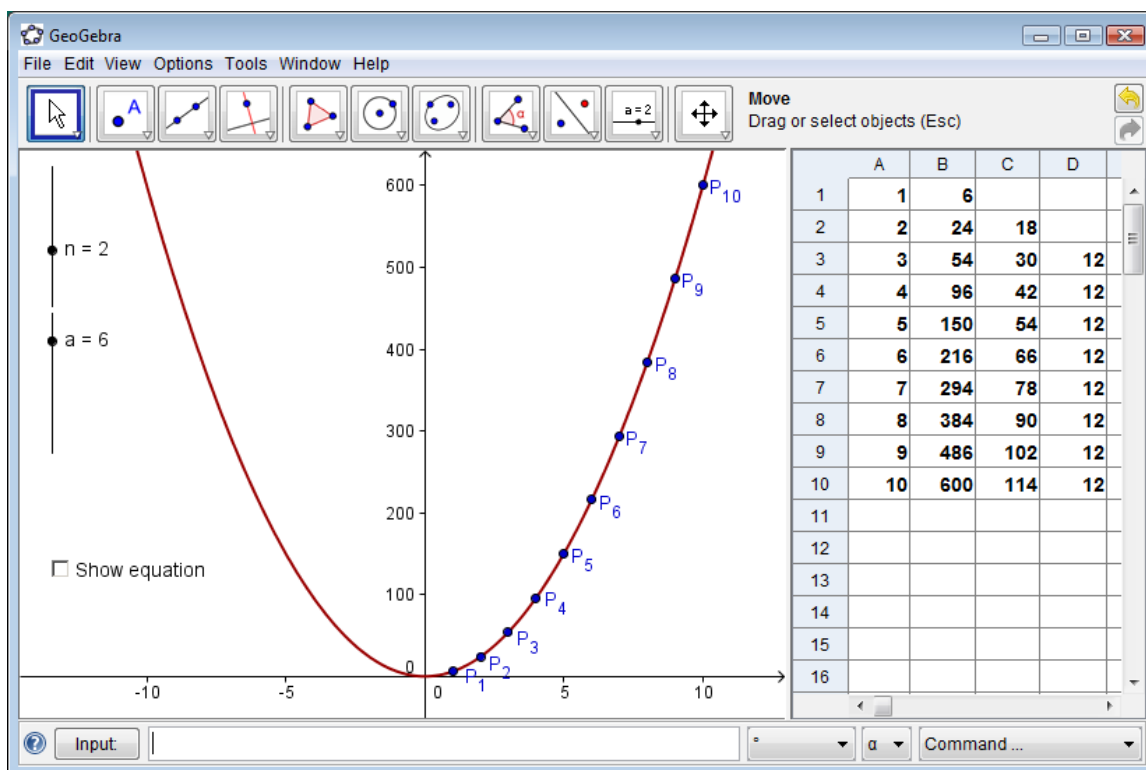 GeoGebra
File Edit View Options Tools Window Help
A
α
a = 2
Move
Drag or select objects (Esc)
n = 2
a = 6
Show equation
600
500
400
300
200
100
0
-10 -5 0 5 10
P1
P2
P3
P4
P5
P6
P7
P8
P9
P10
A B C D
1 1 6
2 2 24 18
3 3 54 30 12
4 4 96 42 12
5 5 150 54 12
6 6 216 66 12
7 7 294 78 12
8 8 384 90 12
9 9 486 102 12
10 10 600 114 12
11
12
13
14
15
16
Input: ° α Command ...